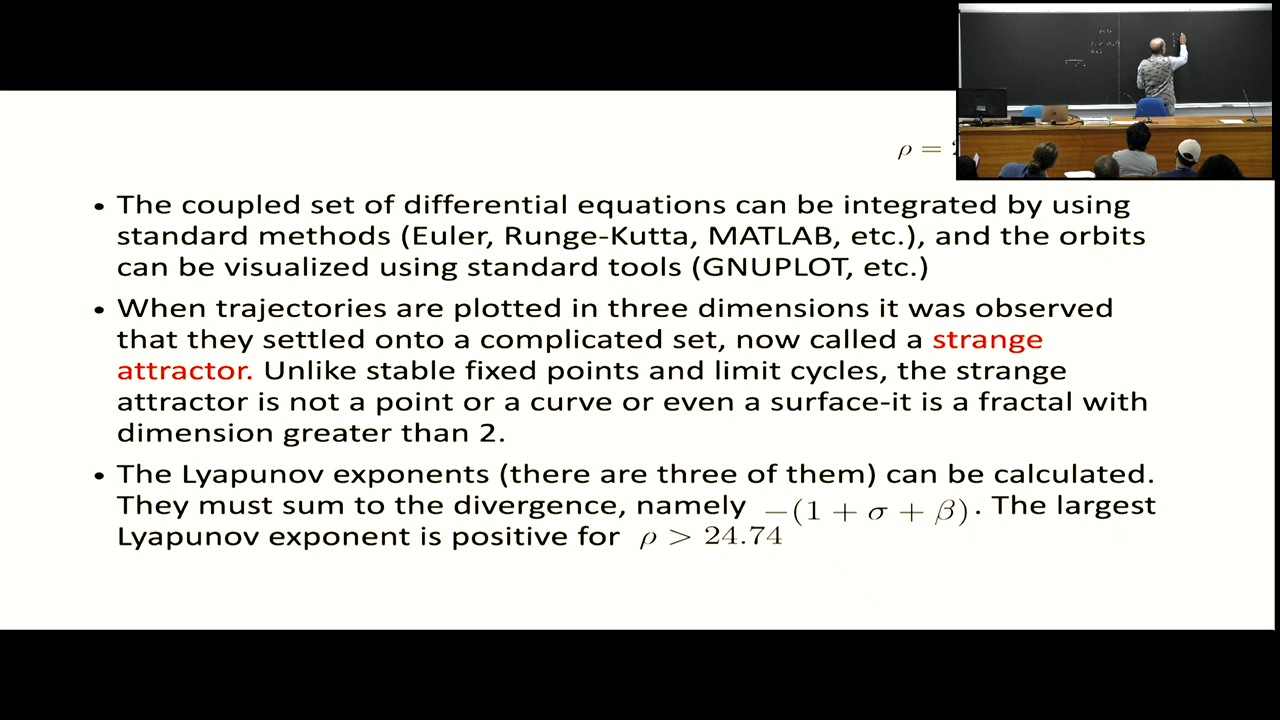 ρ =
• The coupled set of differential equations can be integrated by using
standard methods (Euler, Runge-Kutta, MATLAB, etc.), and the orbits
can be visualized using standard tools (GNUPLOT, etc.)
• When trajectories are plotted in three dimensions it was observed
that they settled onto a complicated set, now called a strange
attractor. Unlike stable fixed points and limit cycles, the strange
attractor is not a point or a curve or even a surface-it is a fractal with
dimension greater than 2.
• The Lyapunov exponents (there are three of them) can be calculated.
They must sum to the divergence, namely −(1 + σ + β). The largest
Lyapunov exponent is positive for ρ > 24.74